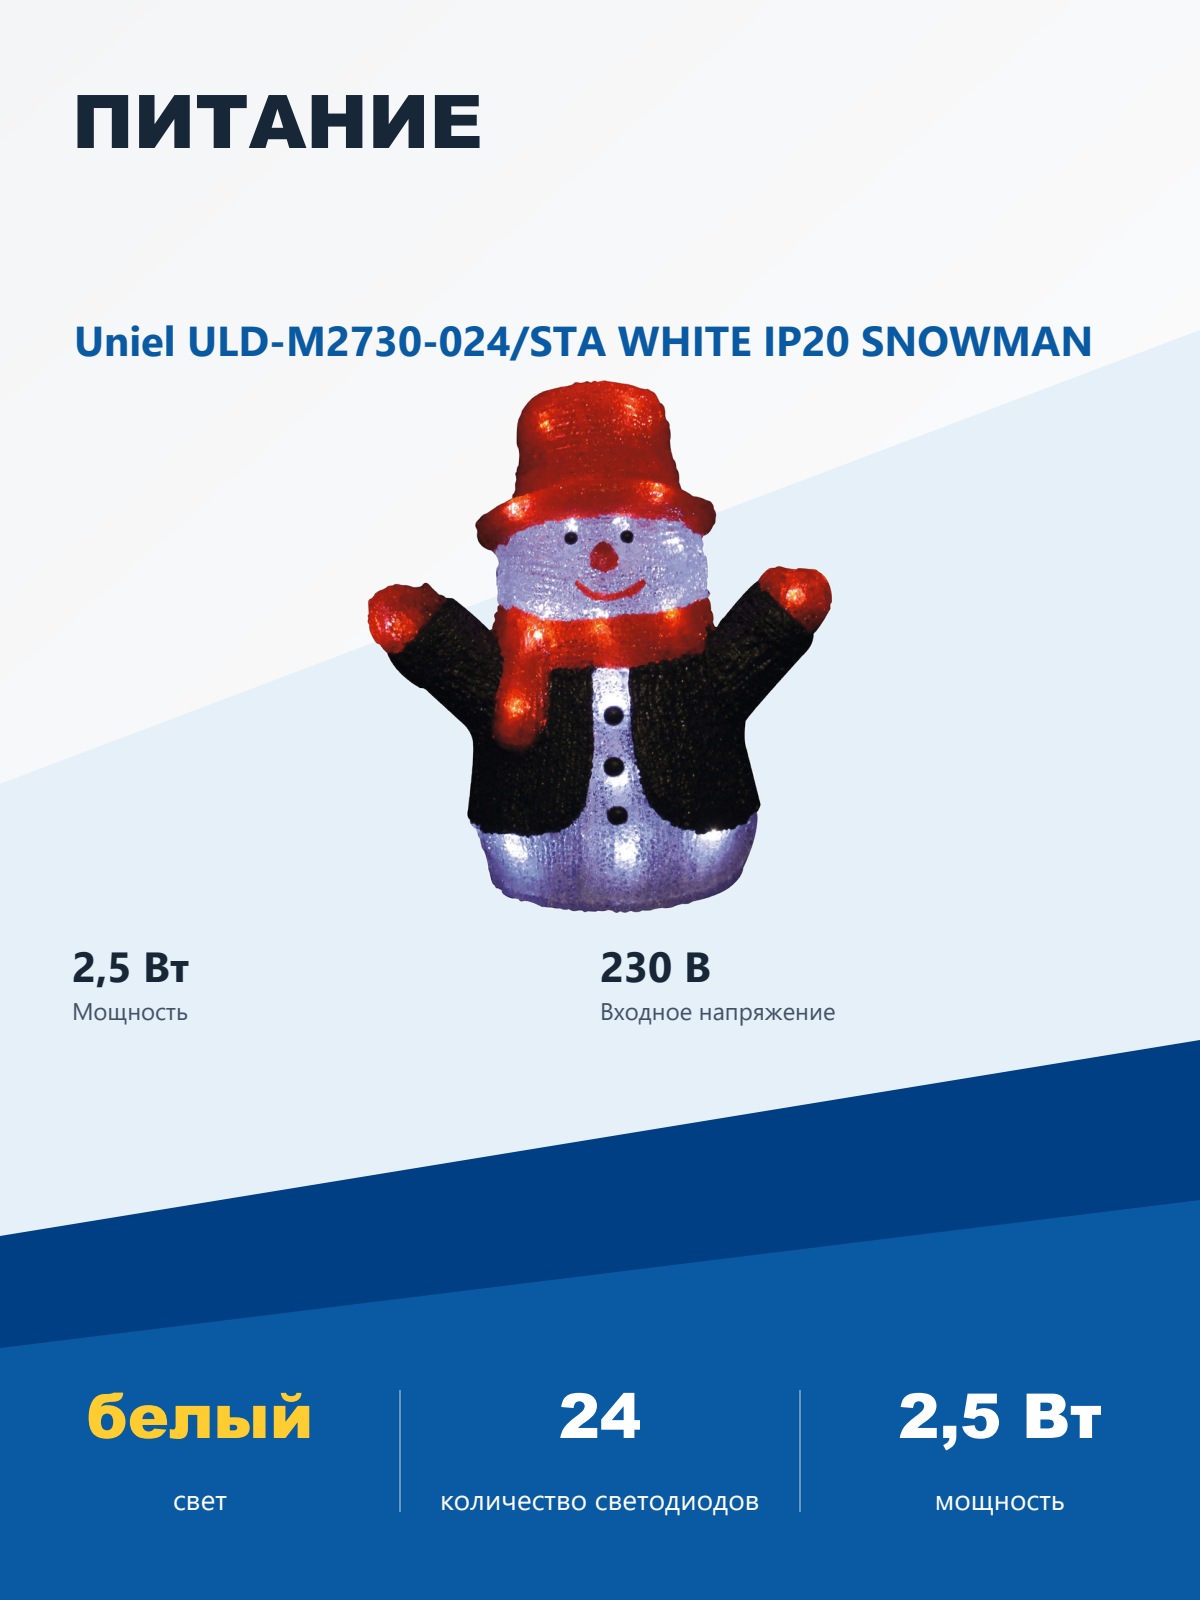 ПИТАНИЕ
Uniel ULD-M2730-024/STA WHITE IP20 SNOWMAN
2,5 Вт
Мощность
230 В
Входное напряжение
белый
свет
24
количество светодиодов
2,5 Вт
мощность